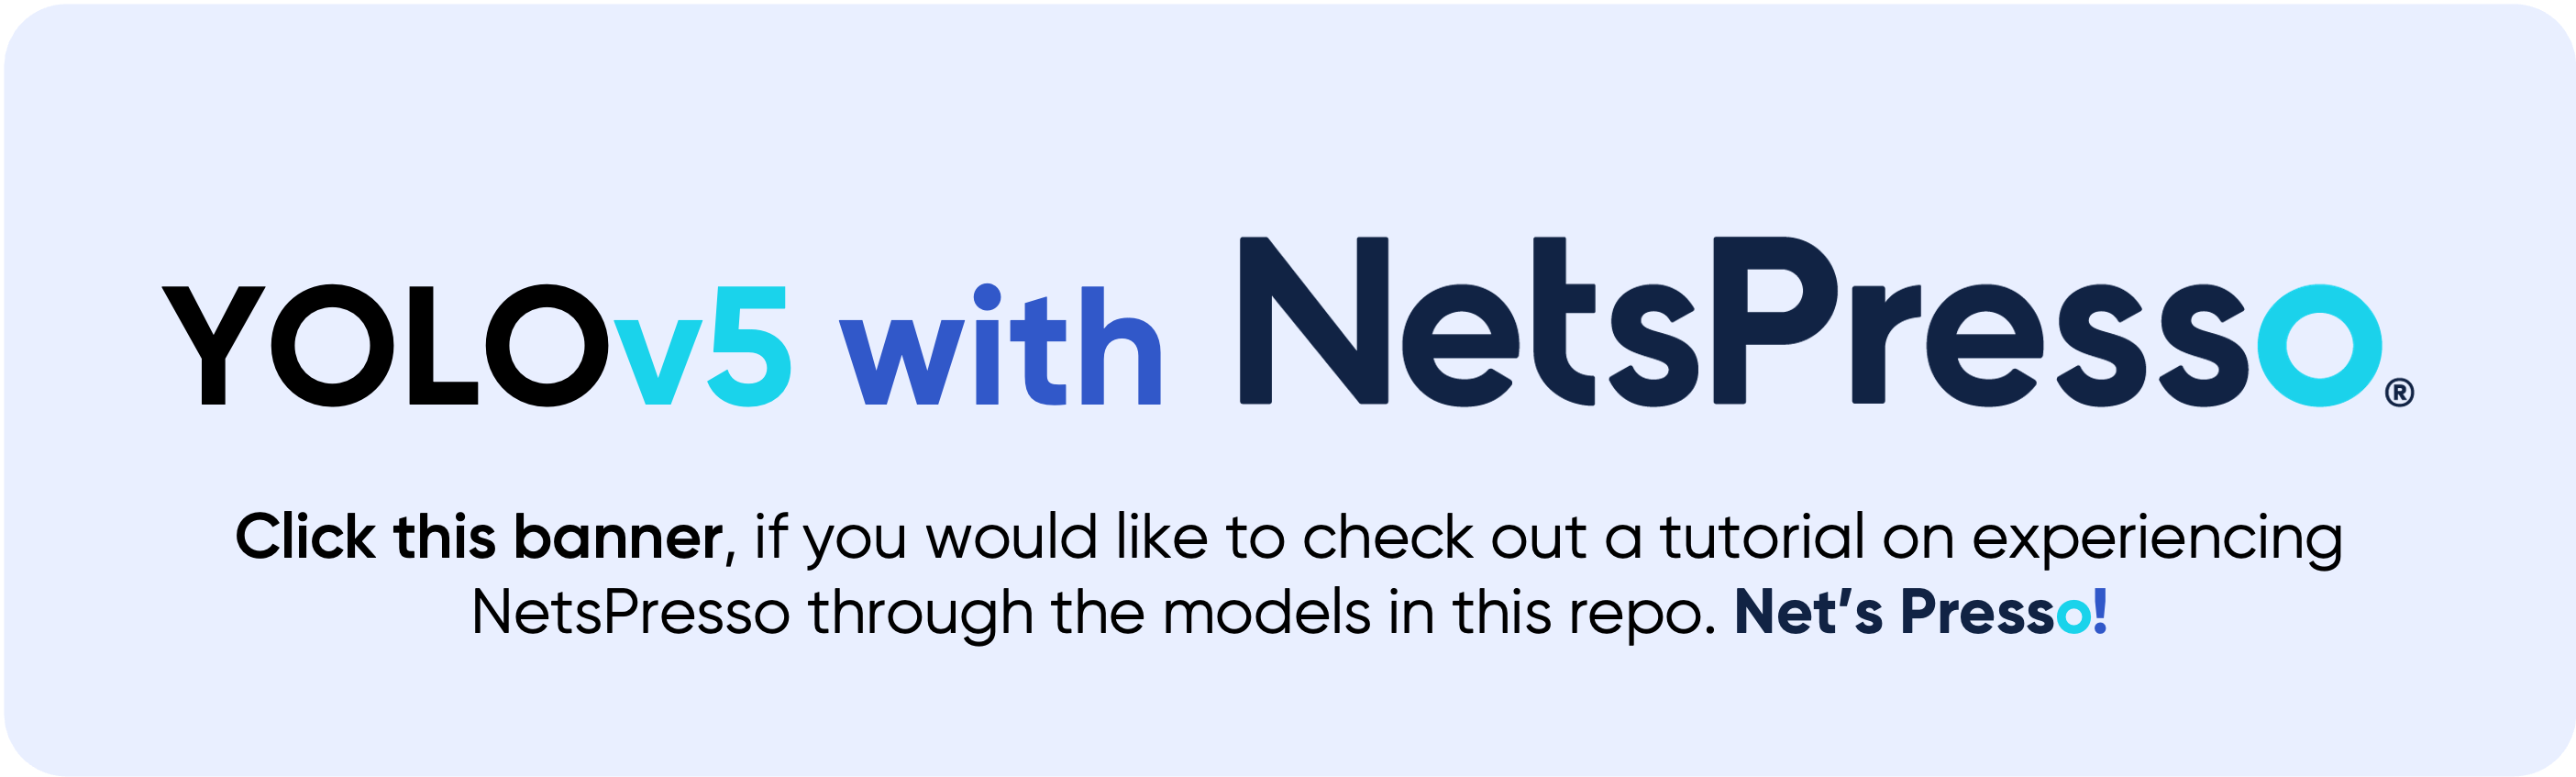 YOLOv5 with NetsPresso®
Click this banner, if you would like to check out a tutorial on experiencing
NetsPresso through the models in this repo. Net’s Presso!